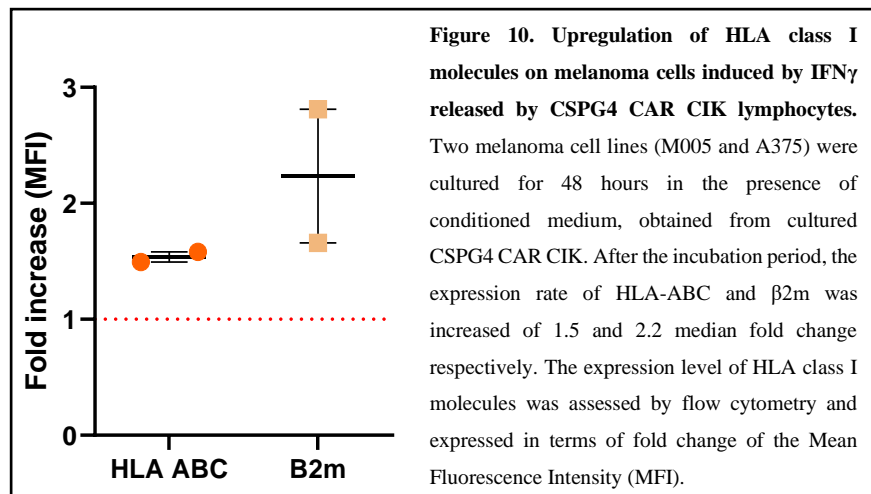 Figure 10. Upregulation of HLA class I
molecules on melanoma cells induced by IFNγ
released by CSPG4 CAR CIK lymphocytes.
Two melanoma cell lines (M005 and A375) were
cultured for 48 hours in the presence of
conditioned medium, obtained from cultured
CSPG4 CAR CIK. After the incubation period, the
expression rate of HLA-ABC and β2m was
increased of 1.5 and 2.2 median fold change
respectively. The expression level of HLA class I
molecules was assessed by flow cytometry and
expressed in terms of fold change of the Mean
Fluorescence Intensity (MFI).
Fold increase (MFI)
3
2
1
0
HLA ABC B2m